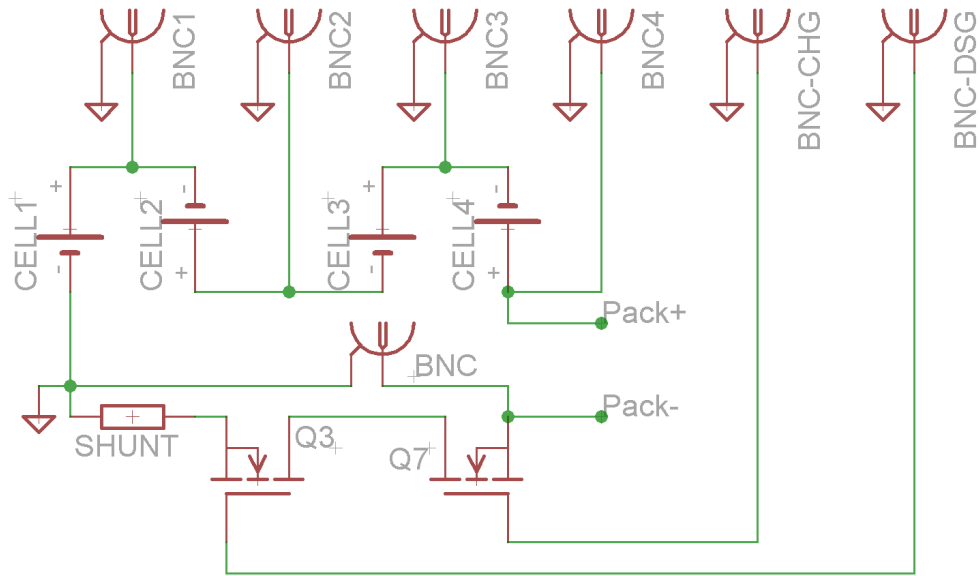 BNC1
BNC2
BNC3
BNC4
BNC-CHG
BNC-DSG
+
-
+
-
CELL1
CELL2
CELL3
CELL4
-
+
-
+
Pack+
BNC
Pack-
SHUNT
Q3
Q7